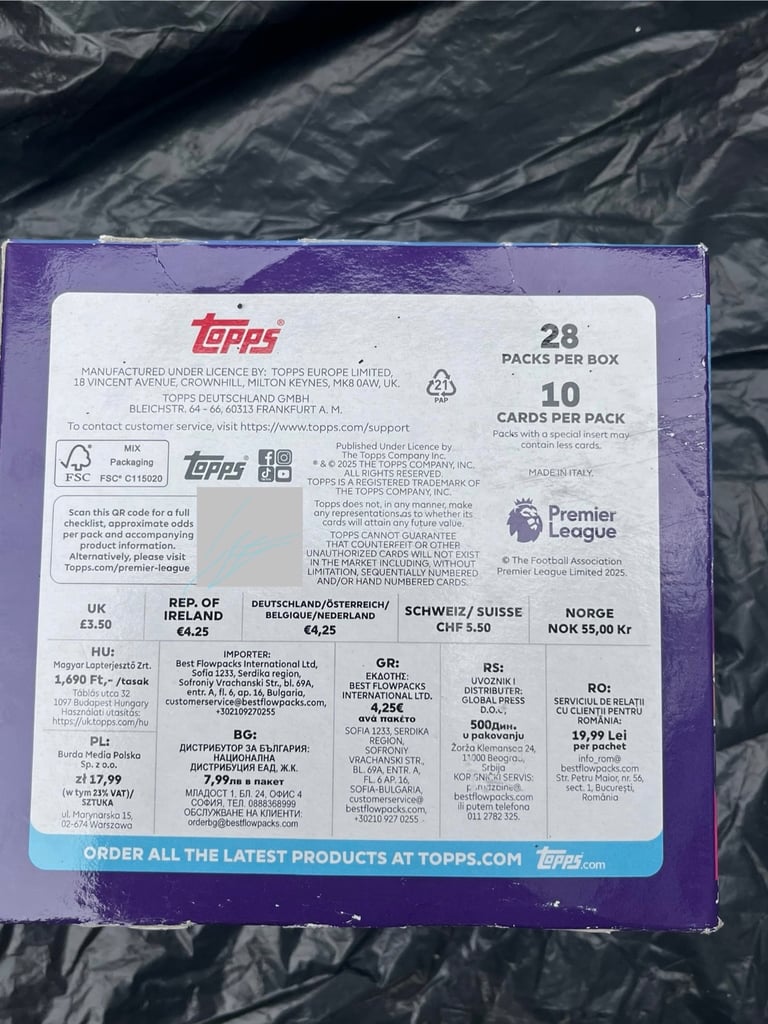 TOPPS
MANUFACTURED UNDER LICENCE BY: TOPPS EUROPE LIMITED,
18 VINCENT AVENUE, CROWNHILL, MILTON KEYNES, MK8 0AW, UK.
TOPPS DEUTSCHLAND GMBH
BLEICHSTR. 64 - 66, 60313 FRANKFURT A. M.
To contact customer service, visit https://www.topps.com/support
21
PAP
28
PACKS PER BOX
10
CARDS PER PACK
Packs with a special insert may
contain less cards.
MADE IN ITALY.
FSC
MIX
Packaging
FSC® C115020
TOPPS
Published Under Licence by
The Topps Company Inc.
® & © 2025 THE TOPPS COMPANY, INC.
ALL RIGHTS RESERVED.
TOPPS IS A REGISTERED TRADEMARK OF
THE TOPPS COMPANY, INC.
Topps does not, in any manner, make
any representations as to whether its
cards will attain any future value.
TOPPS CANNOT GUARANTEE
THAT COUNTERFEIT OR OTHER
UNAUTHORIZED CARDS WILL NOT EXIST
IN THE MARKET INCLUDING, WITHOUT
LIMITATION, SEQUENTIALLY NUMBERED
AND/OR HAND NUMBERED CARDS.
Scan this QR code for a full
checklist, approximate odds
per pack and accompanying
product information.
Alternatively, please visit
Topps.com/premier-league
Premier
League
© The Football Association
Premier League Limited 2025.
UK
£3.50
REP. OF
IRELAND
€4.25
DEUTSCHLAND/ÖSTERREICH/
BELGIQUE/NEDERLAND
€4,25
SCHWEIZ/ SUISSE
CHF 5.50
NORGE
NOK 55,00 Kr
HU:
Magyar Lapterjesztő Zrt.
1,690 Ft,- /tasak
Táblás utca 32
1097 Budapest Hungary
Használati utasítás:
https://uk.topps.com/hu
PL:
Burda Media Polska
Sp. z o.o.
zł 17,99
(w tym 23% VAT)/
SZTUKA
ul. Marynarska 15,
02-674 Warszawa
IMPORTER:
Best Flowpacks International Ltd,
Sofia 1233, Serdika region,
Sofroniy Vrachanski Str., bl. 69A,
entr. A, fl. 6, ap. 16, Bulgaria,
customerservice@bestflowpacks.com,
+302109270255
BG:
ДИСТРИБУТОР ЗА БЪЛГАРИЯ:
НАЦИОНАЛНА
ДИСТРИБУЦИЯ ЕАД, Ж.К.
7,99лв в пакет
МЛАДОСТ 1, БЛ. 24, ОФИС 4
СОФИЯ, ТЕЛ. 0888368999
ОБСЛУЖВАНЕ НА КЛИЕНТИ:
orderbg@bestflowpacks.com
GR:
ΕΚΔΟΤΗΣ:
BEST FLOWPACKS
INTERNATIONAL LTD.
4,25€
ανά πακέτο
SOFIA 1233, SERDIKA
REGION,
SOFRONIY
VRACHANSKI STR.,
BL. 69A, ENTR. A,
FL. 6 AP. 16,
SOFIA-BULGARIA,
customerservice@
bestflowpacks.com,
+30210 927 0255
RS:
UVOZNIK I
DISTRIBUTER:
GLOBAL PRESS
D.O.O.,
500Дин.
u pakovanju
Žorža Klemansoa 24,
11000 Beograd,
Srbija
KORISNIČKI SERVIS:
bestflowpacks.com
ili putem telefona
011 2782 325.
RO:
SERVICIUL DE RELAȚII
CU CLIENȚII PENTRU
ROMÂNIA:
19,99 Lei
per pachet
info_rom@
bestflowpacks.com
Str. Petru Maior, nr. 56,
sect. 1, București,
România
ORDER ALL THE LATEST PRODUCTS AT TOPPS.COM
TOPPS.com